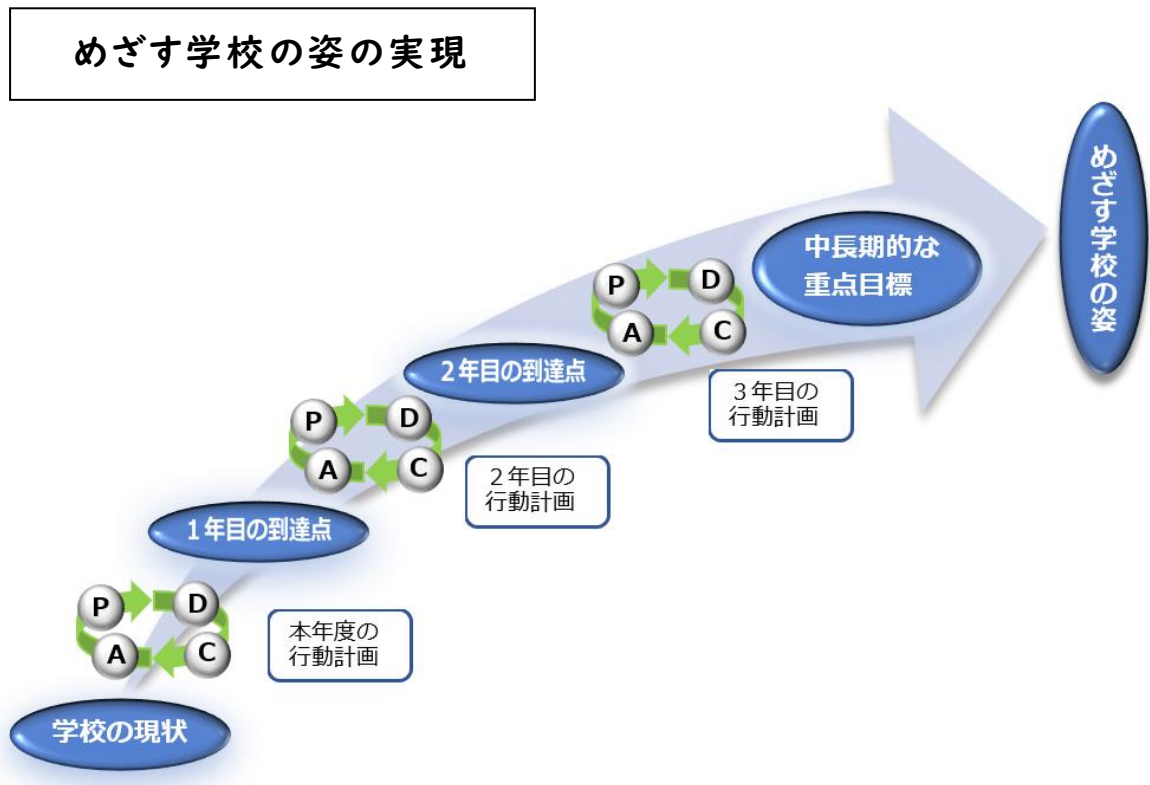 めざす学校の姿の実現
めざす学校の姿
中長期的な
重点目標
P
D
A
C
3年目の
行動計画
2年目の到達点
P
D
A
C
2年目の
行動計画
1年目の到達点
P
D
A
C
本年度の
行動計画
学校の現状